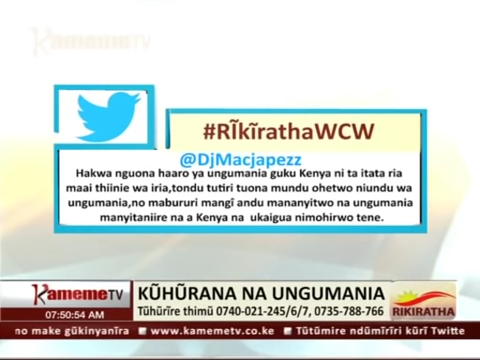 KamemeTV
#RĨkĩrathaWCW
@DjMacjapezz
Hakwa nguona haaro ya ungumania guku Kenya ni ta itata ria
maai thiinie wa iria,tondu tutiri tuona mundu ohetwo niundu wa
ungumania,no mabururi mangĩ andu mananyitwo na ungumania
manyitaniire na a Kenya na ukaigua nimohirwo tene.
KamemeTV
07:50:54 AM
KŨHŨRANA NA UNGUMANIA
Tũhũrĩre thimũ 0740-021-245/6/7, 0735-788-766
RIKIRATHA
no make gũkinyanĩra
www.kamemetv.co.ke
Tũtũmire ndũmĩrĩri kũrĩ Twitte